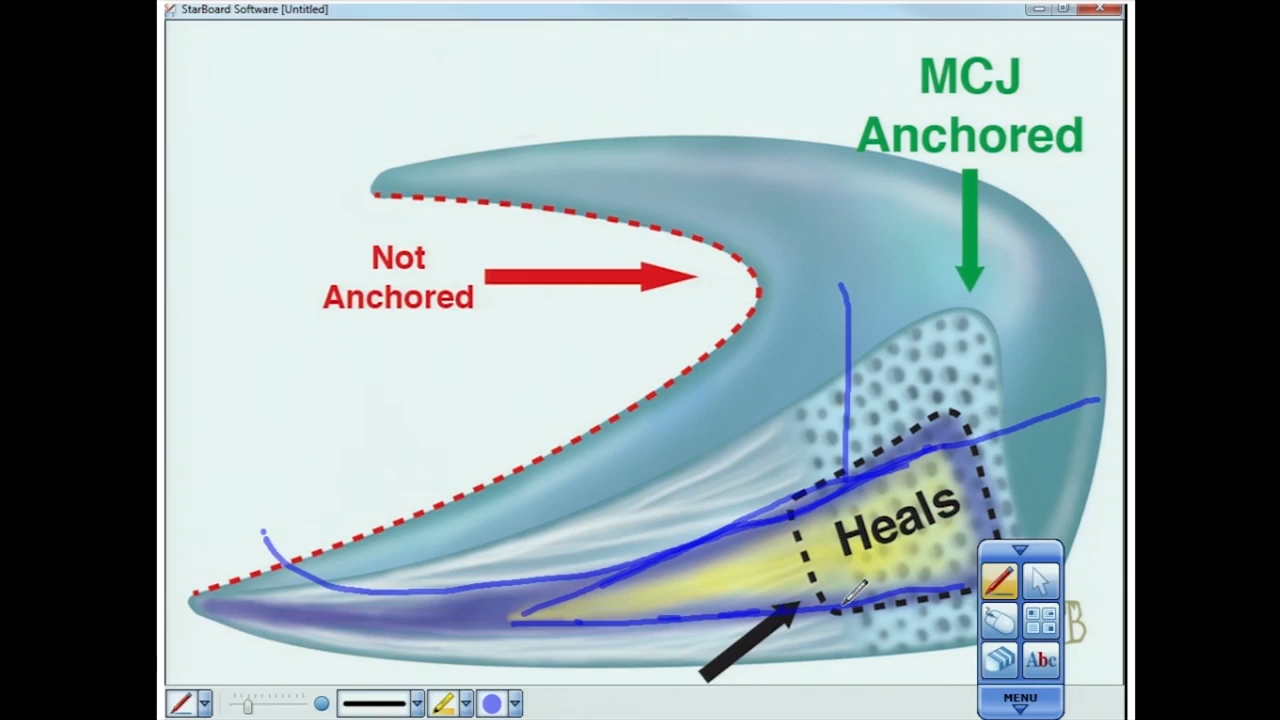 StarBoard Software [Untitled]
MCJ
Anchored
Not
Anchored
Heals
Abc
MENU